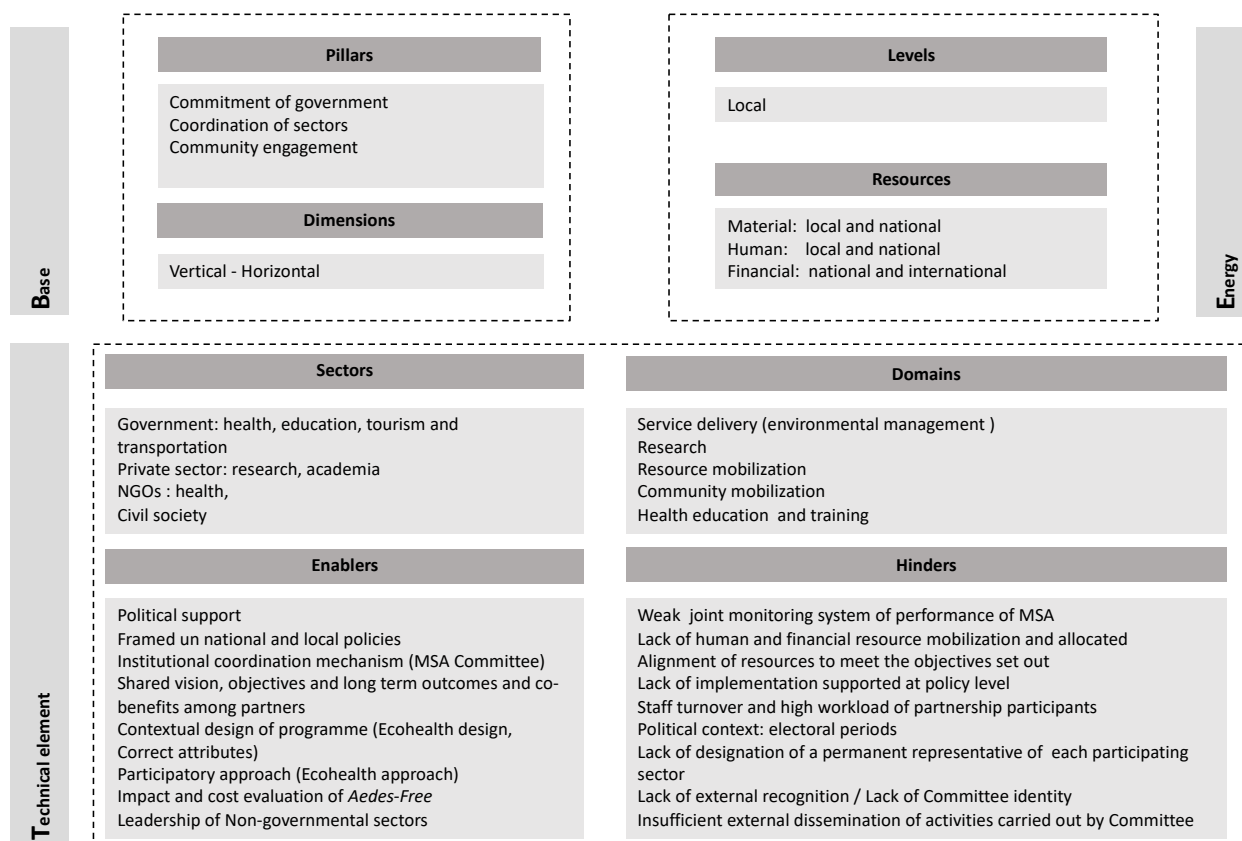 Base
Pillars
Commitment of government
Coordination of sectors
Community engagement
Dimensions
Vertical - Horizontal
Levels
Local
Resources
Material: local and national
Human: local and national
Financial: national and international
Energy
Technical element
Sectors
Government: health, education, tourism and
transportation
Private sector: research, academia
NGOs : health,
Civil society
Domains
Service delivery (environmental management )
Research
Resource mobilization
Community mobilization
Health education and training
Enablers
Political support
Framed un national and local policies
Institutional coordination mechanism (MSA Committee)
Shared vision, objectives and long term outcomes and co-
benefits among partners
Contextual design of programme (Ecohealth design,
Correct attributes)
Participatory approach (Ecohealth approach)
Impact and cost evaluation of Aedes-Free
Leadership of Non-governmental sectors
Hinders
Weak joint monitoring system of performance of MSA
Lack of human and financial resource mobilization and allocated
Alignment of resources to meet the objectives set out
Lack of implementation supported at policy level
Staff turnover and high workload of partnership participants
Political context: electoral periods
Lack of designation of a permanent representative of each participating
sector
Lack of external recognition / Lack of Committee identity
Insufficient external dissemination of activities carried out by Committee